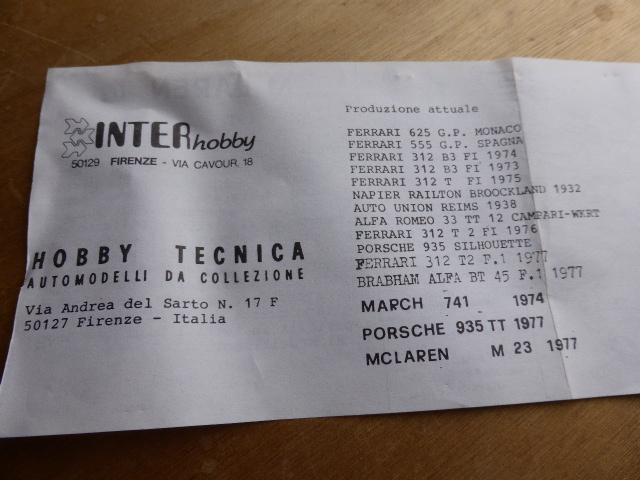 INTERhobby
50129 FIRENZE - VIA CAVOUR, 18
HOBBY TECNICA
AUTOMODELLI DA COLLEZIONE
Via Andrea del Sarto N. 17 F
50127 Firenze - Italia
Produzione attuale
FERRARI 625 G.P. MONACO
FERRARI 555 G.P. SPAGNA
FERRARI 312 B3 FI 1974
FERRARI 312 B3 FI 1973
FERRARI 312 T FI 1975
NAPIER RAILTON BROOCKLAND 1932
AUTO UNION REIMS 1938
ALFA ROMEO 33 TT 12 CAMPARI-WKRT
FERRARI 312 T 2 FI 1976
PORSCHE 935 SILHOUETTE
FERRARI 312 T2 F.1 1977
BRABHAM ALFA BT 45 F.1 1977
MARCH 741 1974
PORSCHE 935 TT 1977
MCLAREN M 23 1977